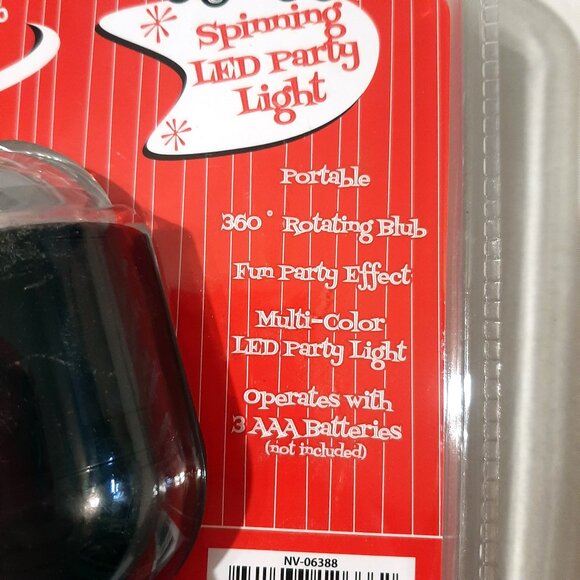 Spinning
LED Party
Light
Portable
360° Rotating Blub
Fun Party Effect
Multi-Color
LED Party Light
Operates with
3 AAA Batteries
(not included)
NV-06388